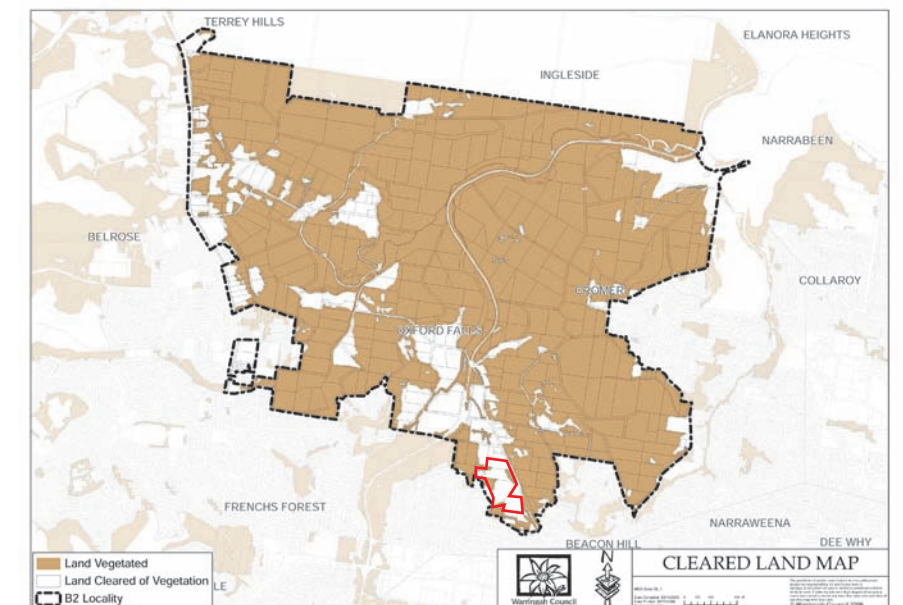 TERREY HILLS
ELANORA HEIGHTS
INGLESIDE
NARRABEEN
BELROSE
COLLAROY
CROMER
OXFORD FALLS
FRENCHS FOREST
NARRAWEENA
BEACON HILL
DEE WHY
LE
Land Vegetated
Land Cleared of Vegetation
B2 Locality
Warringah Council
N
CLEARED LAND MAP